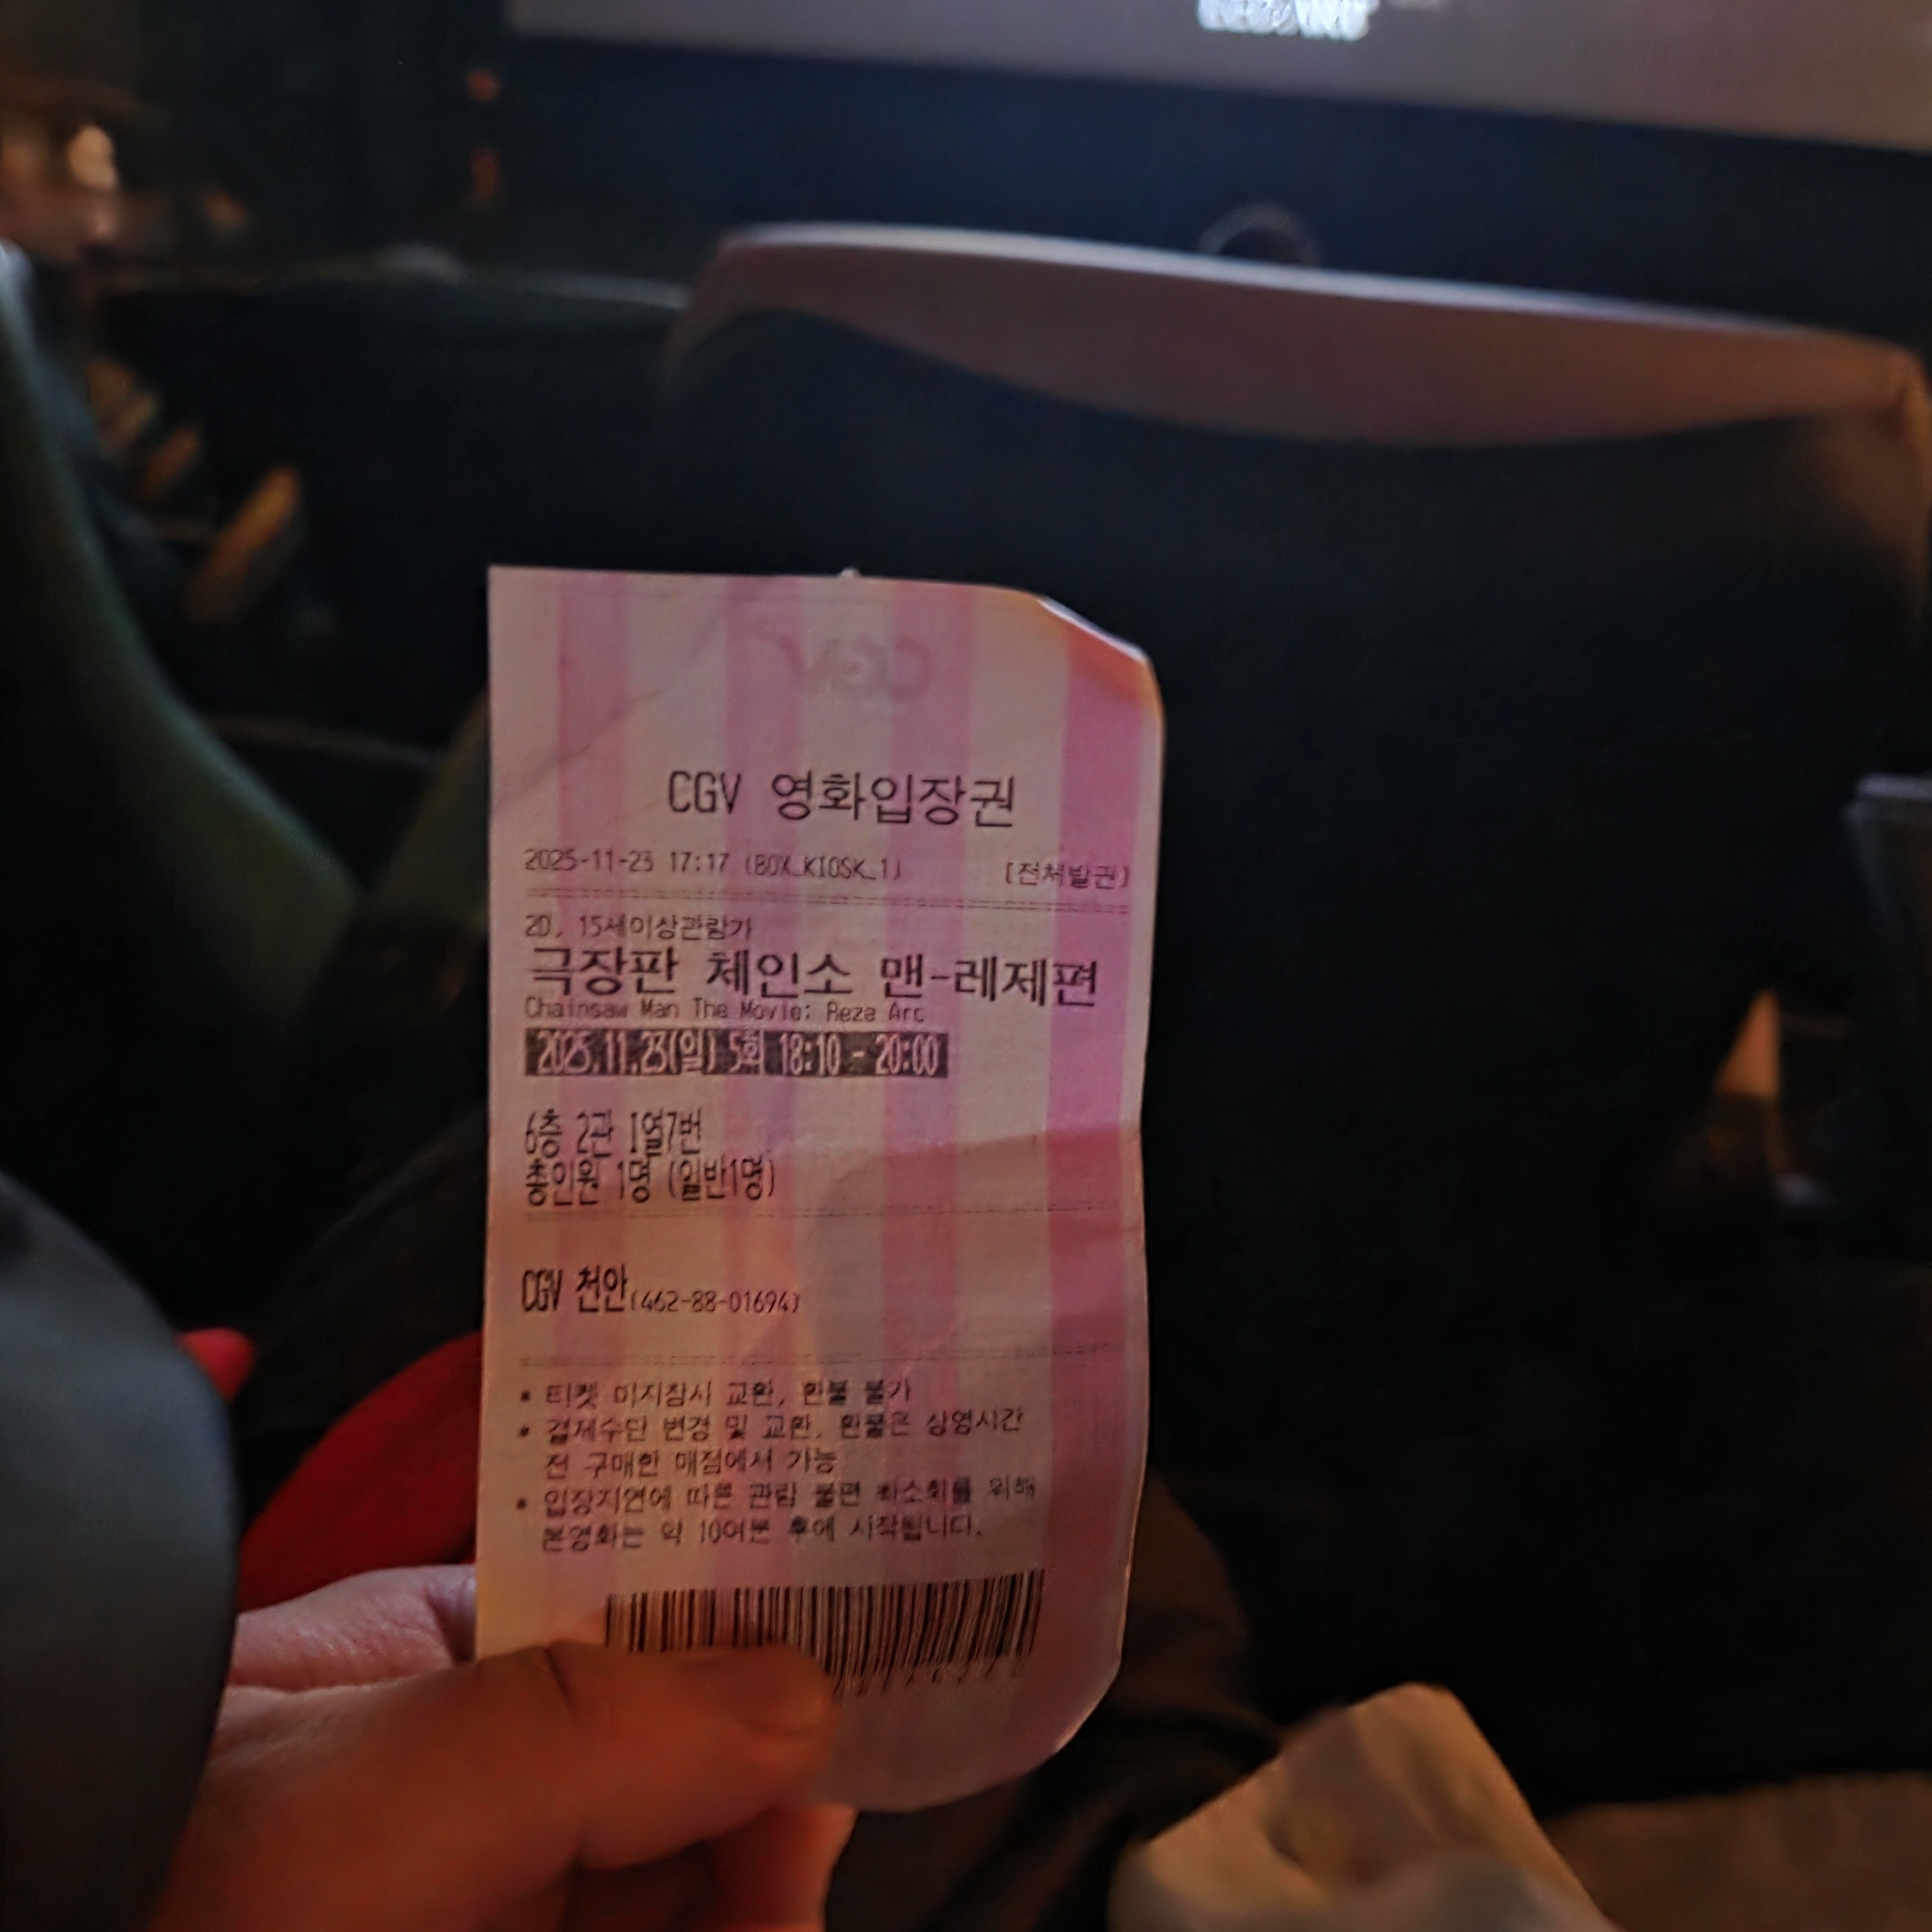 CGV 영화입장권
2025-11-23 17:17 (BOX_KIOSK_1) [전체발권]
2D, 15세이상관람가
극장판 체인소 맨-레제편
Chainsaw Man The Movie: Reze Arc
2025.11.23(일) 5회 18:10 - 20:00
6층 2관 I열7번
총인원 1명 (일반1명)
CGV 천안(462-88-01694)
* 티켓 미지참시 교환, 환불 불가
* 결제수단 변경 및 교환, 환불은 상영시간
전 구매한 매점에서 가능
* 입장지연에 따른 관람 불편 최소화를 위해
본영화는 약 10여분 후에 시작됩니다.